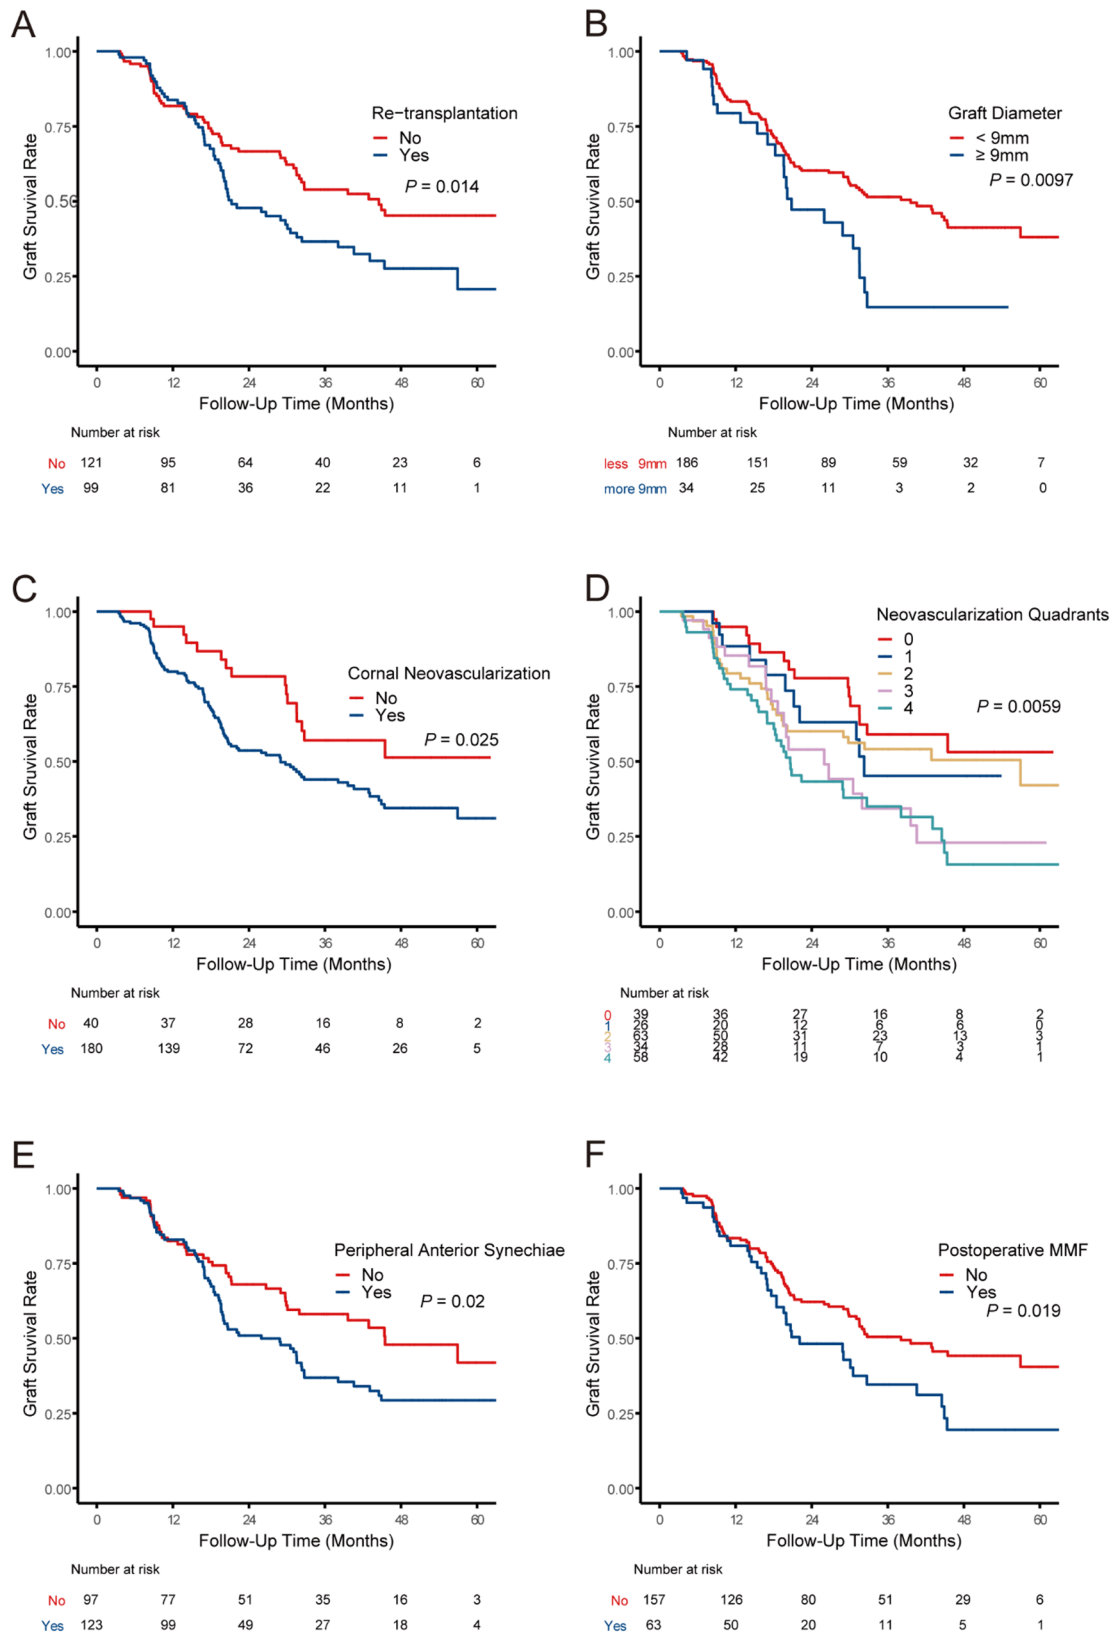 A
Graft Sruvival Rate
1.00
0.75
0.50
0.25
0.00
Re-transplantation
No
Yes
P = 0.014
0 12 24 36 48 60
Follow-Up Time (Months)
Number at risk
No 121 95 64 40 23 6
Yes 99 81 36 22 11 1
B
Graft Sruvival Rate
1.00
0.75
0.50
0.25
0.00
Graft Diameter
< 9mm
≥ 9mm
P = 0.0097
0 12 24 36 48 60
Follow-Up Time (Months)
Number at risk
less 9mm 186 151 89 59 32 7
more 9mm 34 25 11 3 2 0
C
Graft Sruvival Rate
1.00
0.75
0.50
0.25
0.00
Cornal Neovascularization
No
Yes
P = 0.025
0 12 24 36 48 60
Follow-Up Time (Months)
Number at risk
No 40 37 28 16 8 2
Yes 180 139 72 46 26 5
D
Graft Sruvival Rate
1.00
0.75
0.50
0.25
0.00
Neovascularization Quadrants
0
1
2
3
4
P = 0.0059
0 12 24 36 48 60
Follow-Up Time (Months)
Number at risk
0 39 36 27 16 8 2
1 26 20 12 6 6 0
2 63 50 31 23 13 3
3 34 28 11 7 3 1
4 58 42 19 10 4 1
E
Graft Sruvival Rate
1.00
0.75
0.50
0.25
0.00
Peripheral Anterior Synechiae
No
Yes
P = 0.02
0 12 24 36 48 60
Follow-Up Time (Months)
Number at risk
No 97 77 51 35 16 3
Yes 123 99 49 27 18 4
F
Graft Sruvival Rate
1.00
0.75
0.50
0.25
0.00
Postoperative MMF
No
Yes
P = 0.019
0 12 24 36 48 60
Follow-Up Time (Months)
Number at risk
No 157 126 80 51 29 6
Yes 63 50 20 11 5 1